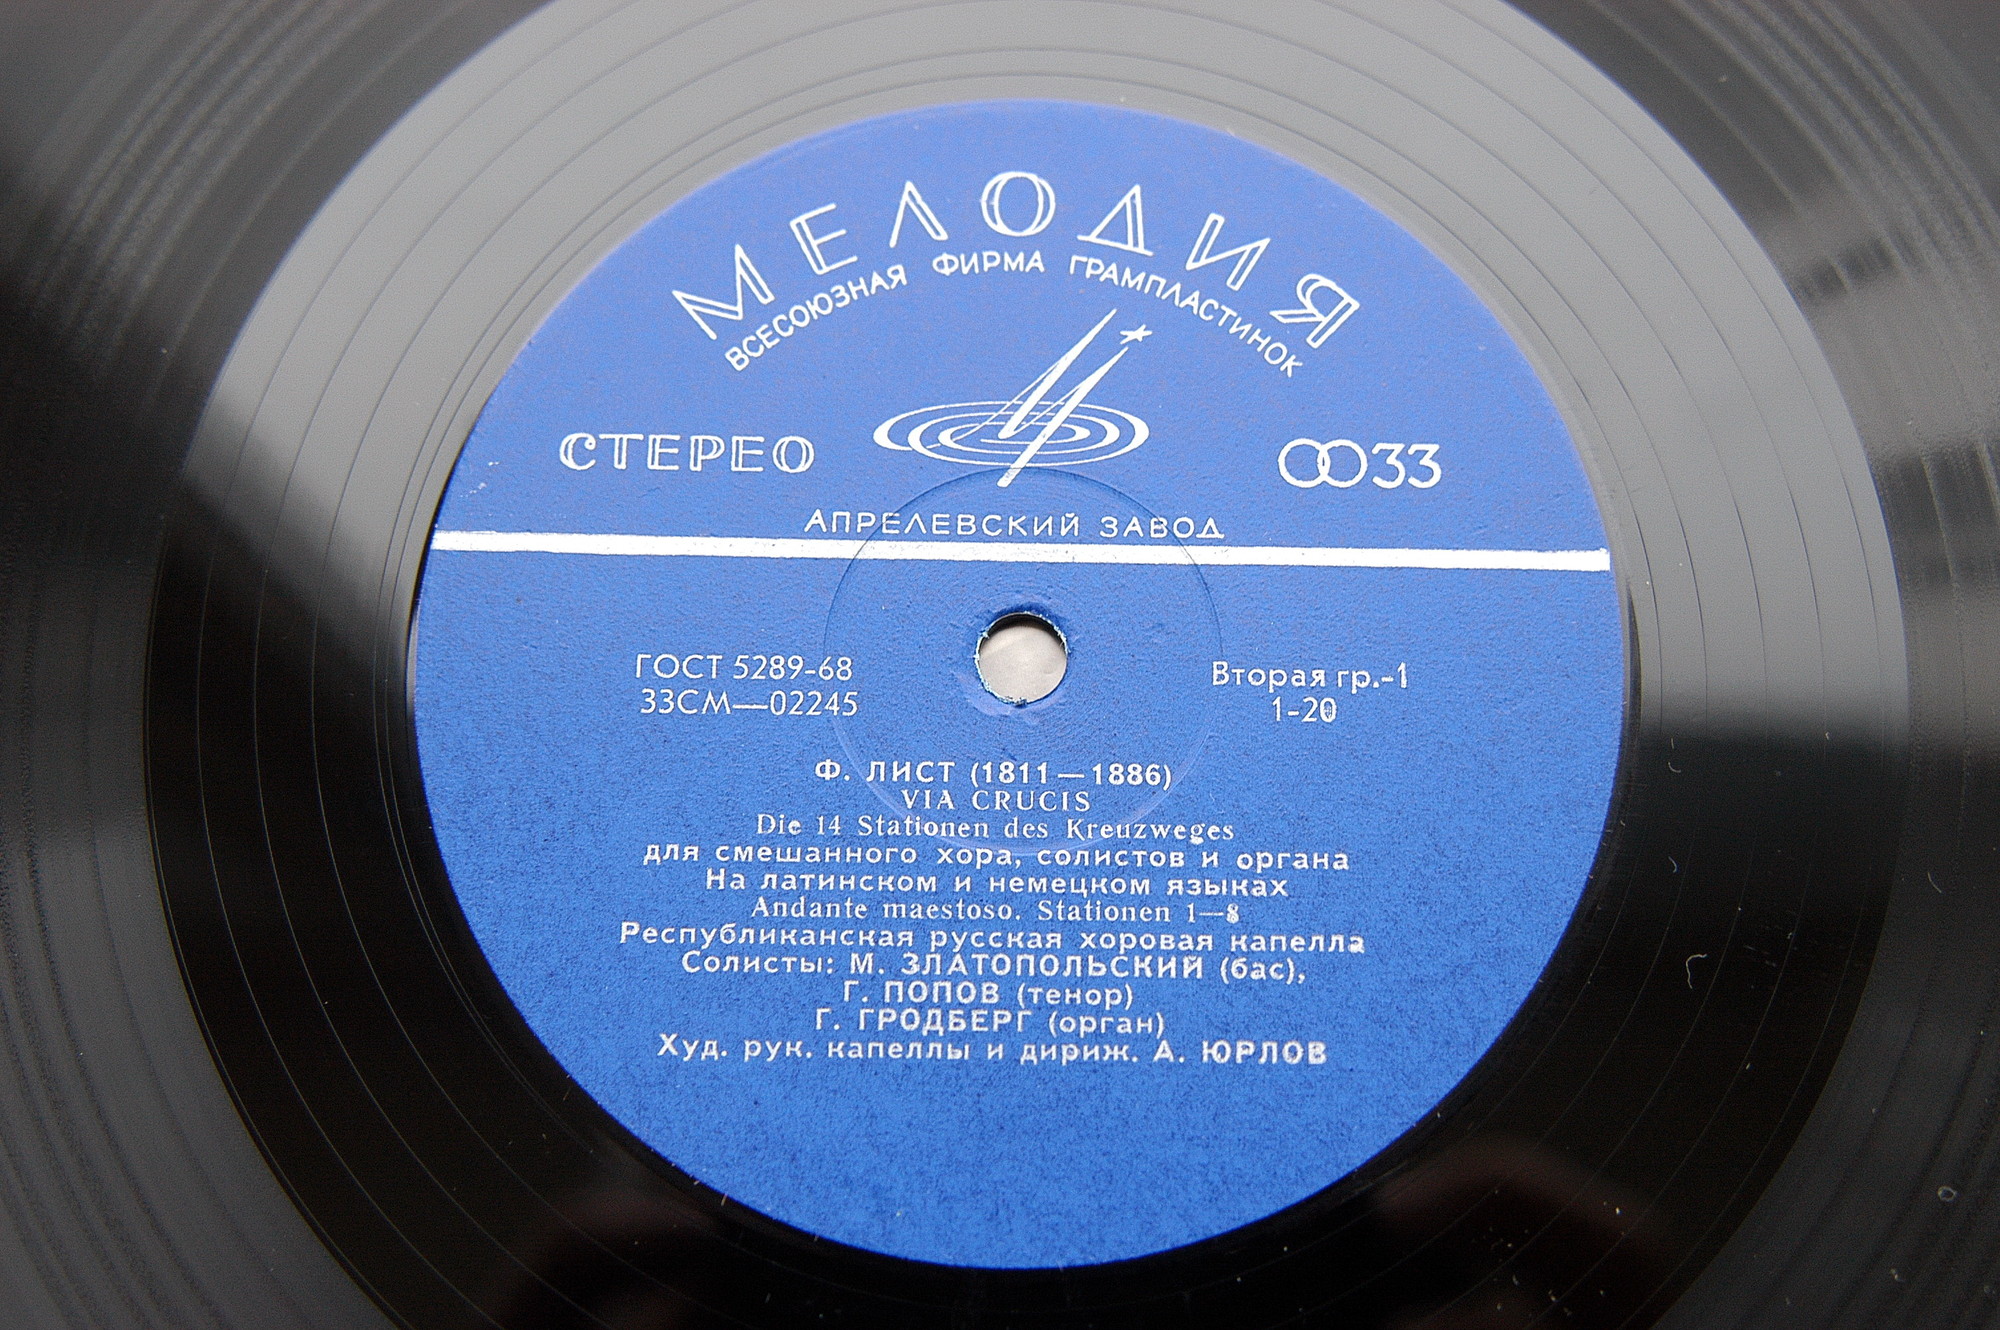 МЕЛОДИЯ
ВСЕСОЮЗНАЯ ФИРМА ГРАМПЛАСТИНОК
СТЕРЕО
33
АПРЕЛЕВСКИЙ ЗАВОД
ГОСТ 5289-68
33СМ—02245
Вторая гр.-1
1-20
Ф. ЛИСТ (1811—1886)
VIA CRUCIS
Die 14 Stationen des Kreuzweges
для смешанного хора, солистов и органа
На латинском и немецком языках
Andante maestoso. Stationen 1—8
Республиканская русская хоровая капелла
Солисты: М. ЗЛАТОПОЛЬСКИЙ (бас),
Г. ПОПОВ (тенор)
Г. ГРОДБЕРГ (орган)
Худ. рук. капеллы и дириж. А. ЮРЛОВ